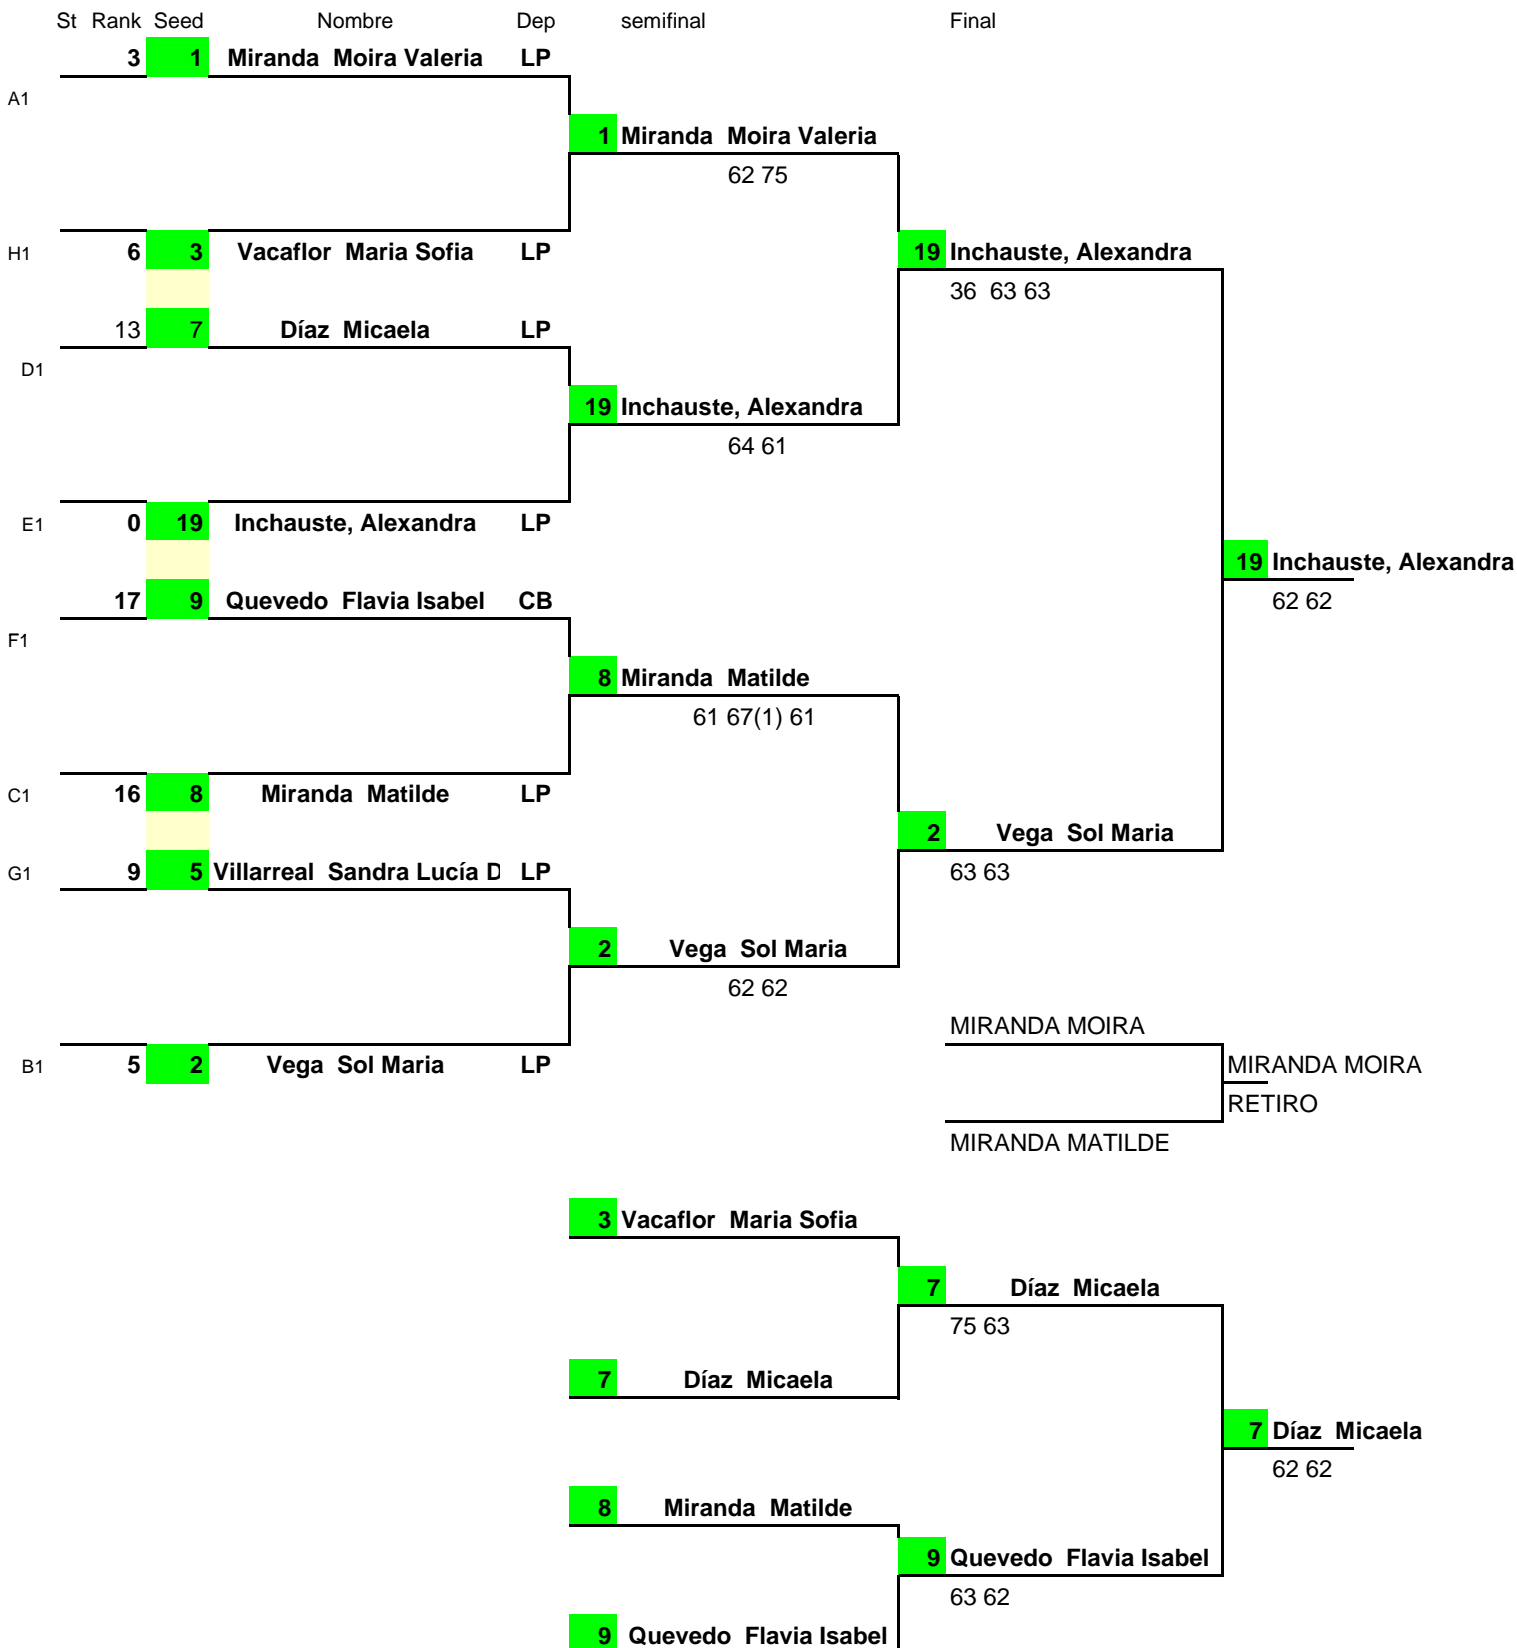 St Rank Seed Nombre Dep semifinal Final
3 1 Miranda Moira Valeria LP
A1
1 Miranda Moira Valeria
62 75
H1 6 3 Vacaflor Maria Sofia LP 19 Inchauste, Alexandra
36 63 63
13 7 Díaz Micaela LP
D1
19 Inchauste, Alexandra
64 61
E1 0 19 Inchauste, Alexandra LP
19 Inchauste, Alexandra
17 9 Quevedo Flavia Isabel CB 62 62
F1
8 Miranda Matilde
61 67(1) 61
C1 16 8 Miranda Matilde LP
2 Vega Sol Maria
G1 9 5 Villarreal Sandra Lucía D LP 63 63
2 Vega Sol Maria
62 62
MIRANDA MOIRA
B1 5 2 Vega Sol Maria LP MIRANDA MOIRA
RETIRO
MIRANDA MATILDE
3 Vacaflor Maria Sofia
7 Díaz Micaela
75 63
7 Díaz Micaela
7 Díaz Micaela
62 62
8 Miranda Matilde
9 Quevedo Flavia Isabel
63 62
9 Quevedo Flavia Isabel